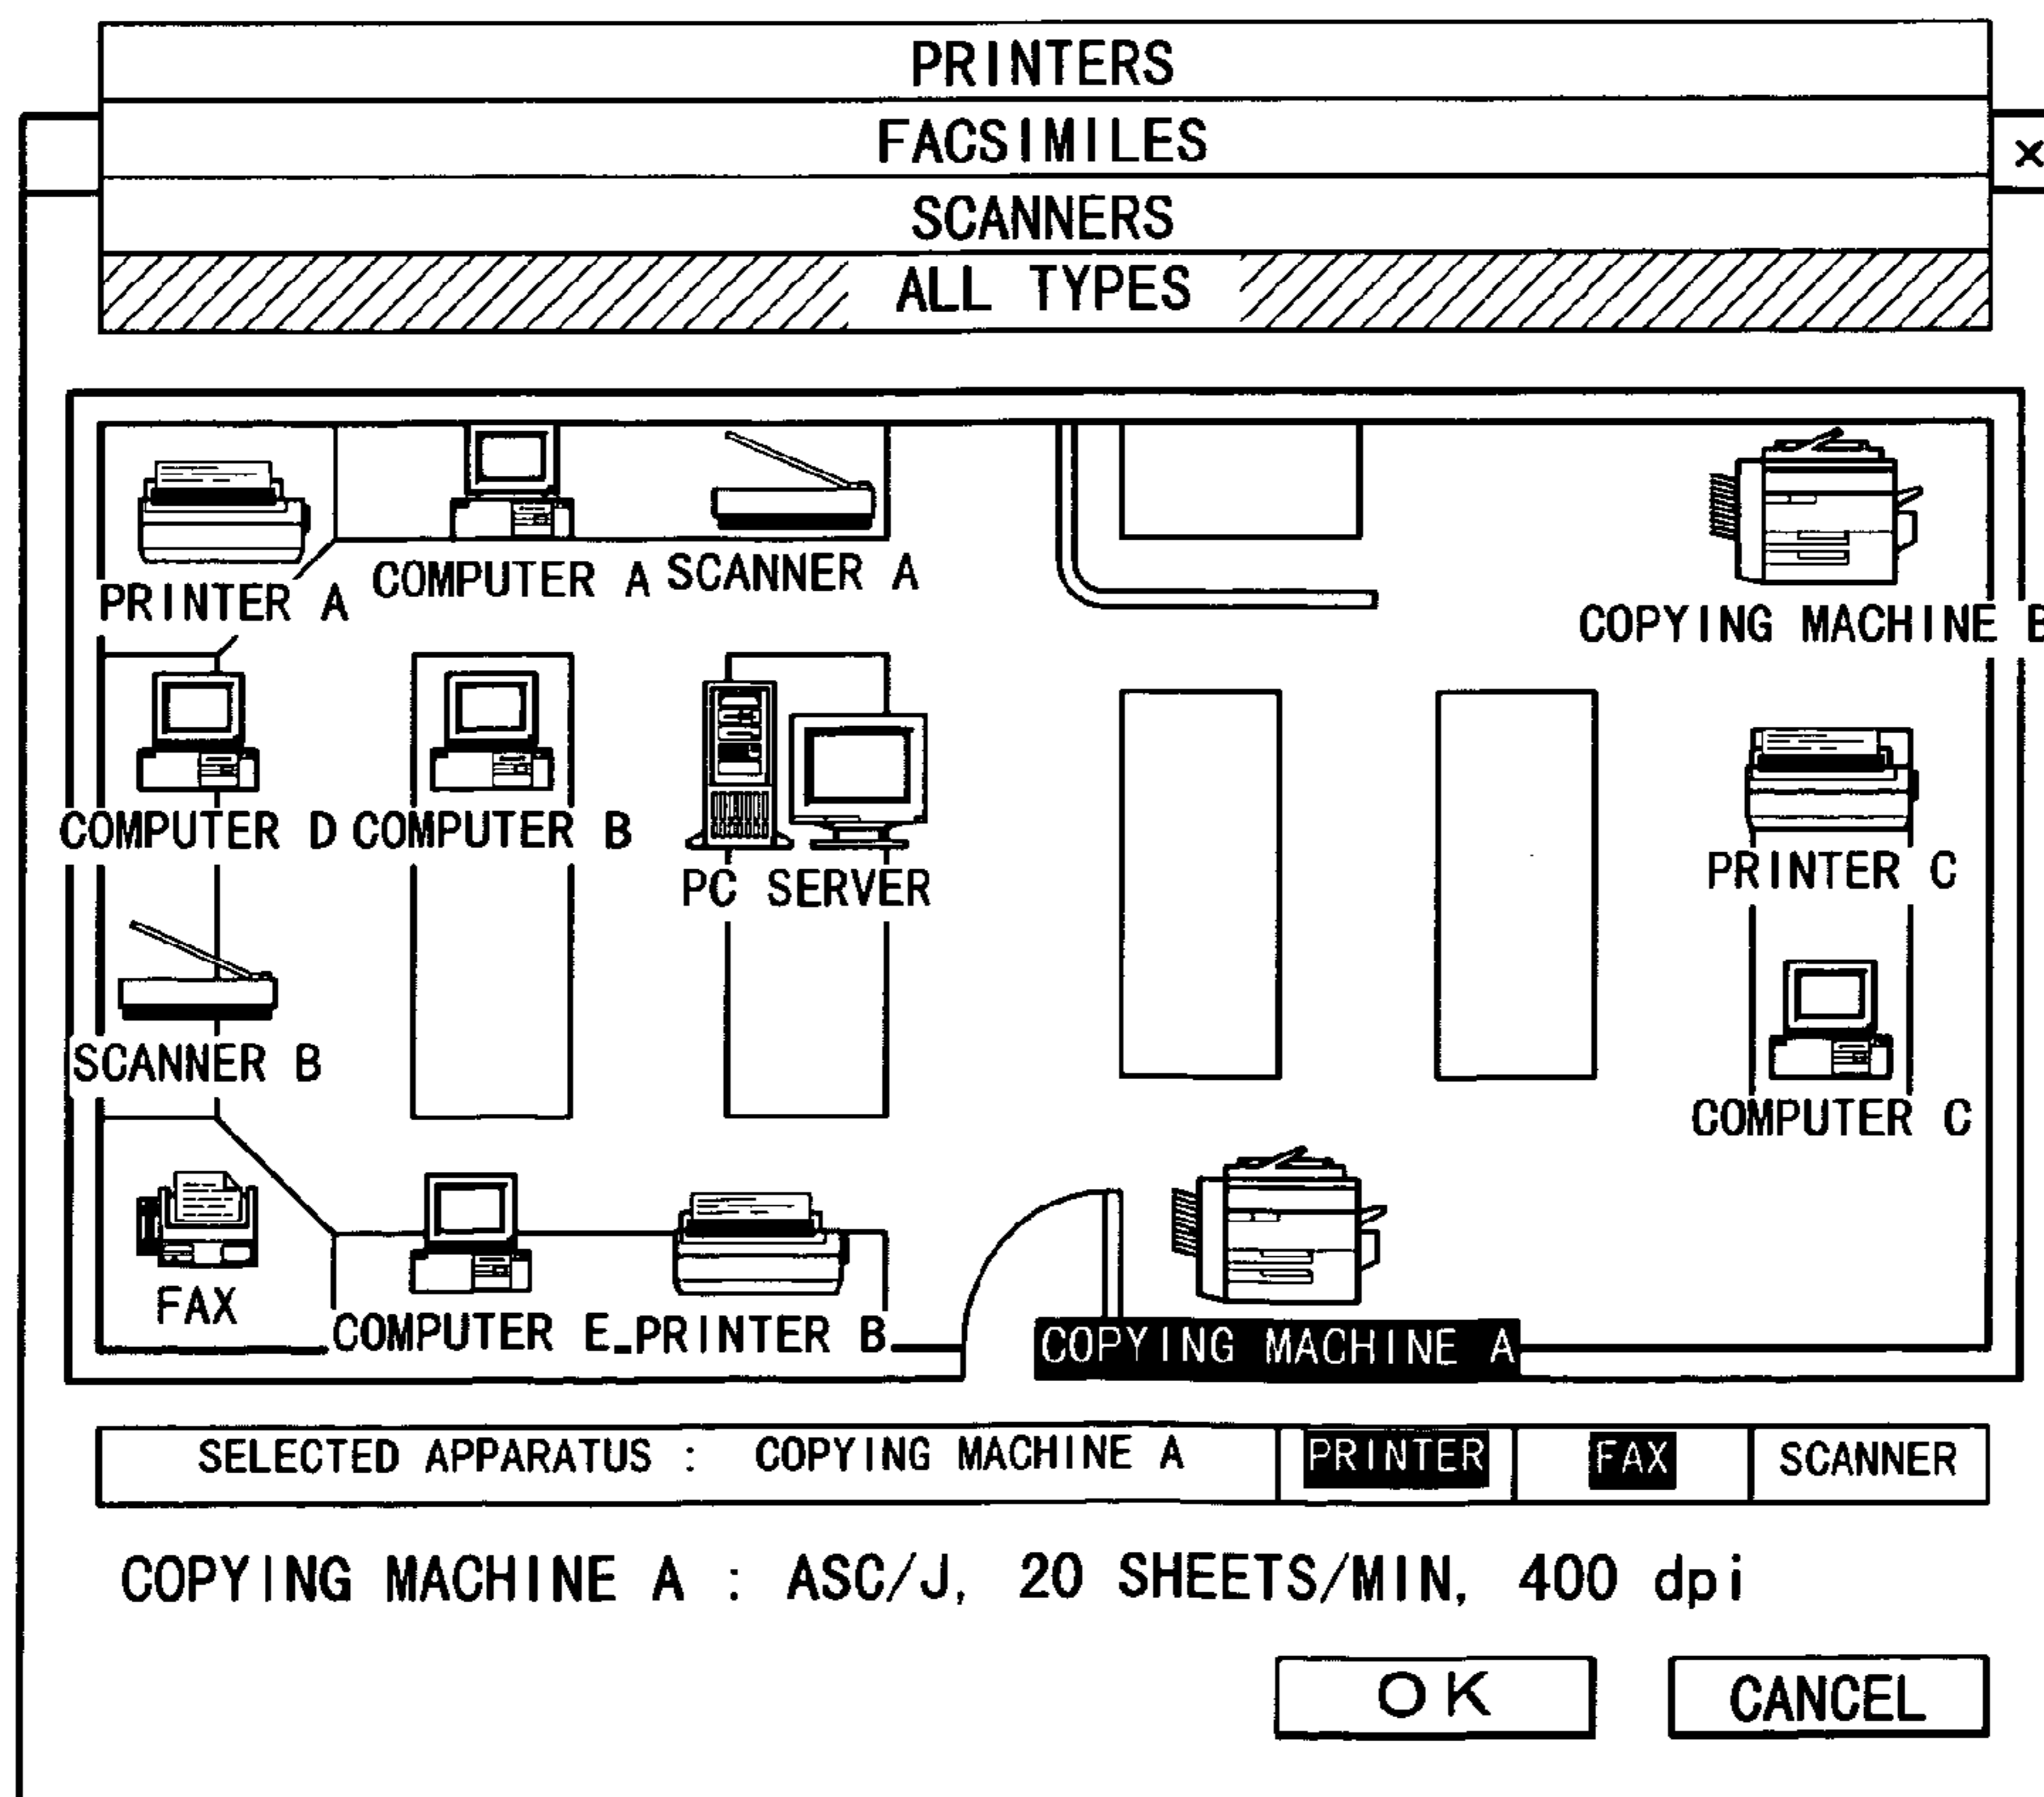 PRINTERS
FACSIMILES
×
SCANNERS
ALL TYPES
PRINTER A
COMPUTER A
SCANNER A
COPYING MACHINE B
COMPUTER D
COMPUTER B
PC SERVER
PRINTER C
SCANNER B
COMPUTER C
FAX
COMPUTER E
PRINTER B
COPYING MACHINE A
SELECTED APPARATUS : COPYING MACHINE A
PRINTER
FAX
SCANNER
COPYING MACHINE A : ASC/J, 20 SHEETS/MIN, 400 dpi
OK
CANCEL